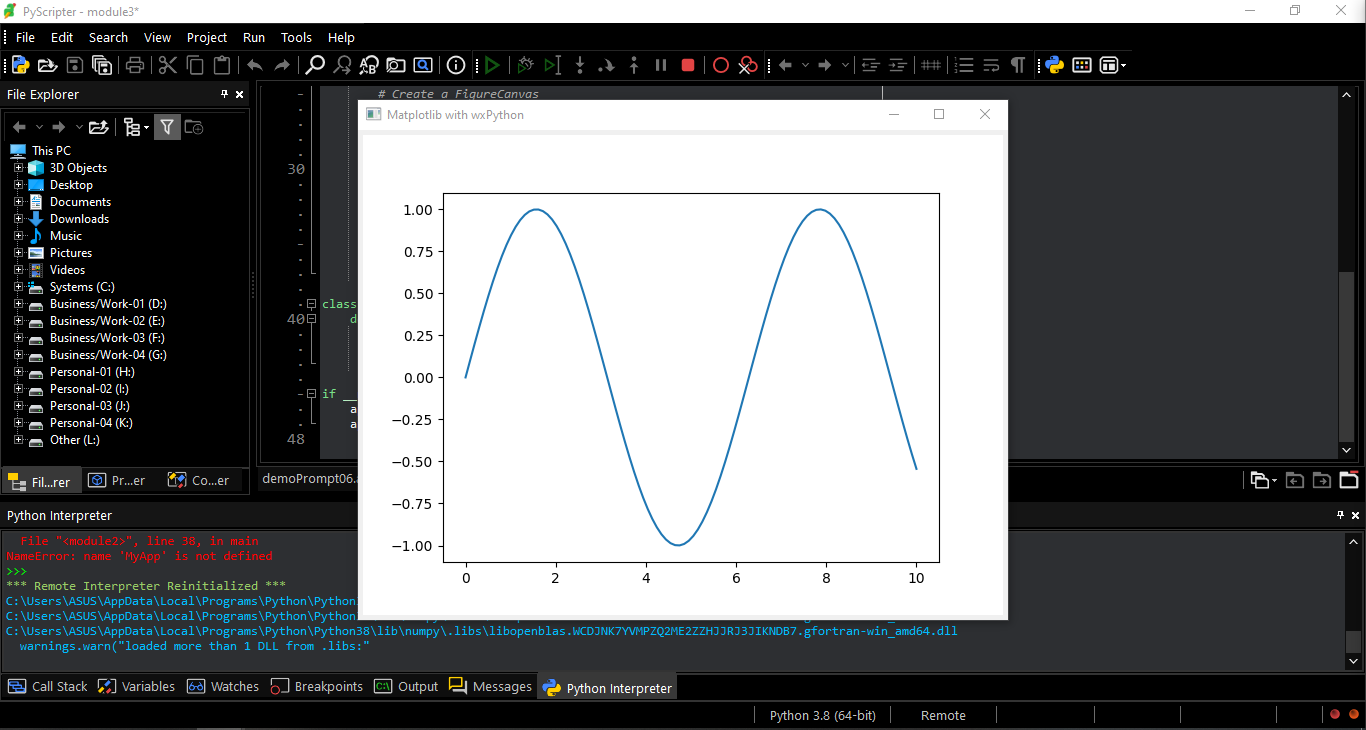 PyScripter - module3*
File Edit Search View Project Run Tools Help
File Explorer
This PC
3D Objects
Desktop
Documents
Downloads
Music
Pictures
Videos
Systems (C:)
Business/Work-01 (D:)
Business/Work-02 (E:)
Business/Work-03 (F:)
Business/Work-04 (G:)
Personal-01 (H:)
Personal-02 (I:)
Personal-03 (J:)
Personal-04 (K:)
Other (L:)
Fil...rer Pr...er Co...er
# Create a FigureCanvas
30
class
40 d
if __
a
a
48
demoPrompt06.
Matplotlib with wxPython
1.00
0.75
0.50
0.25
0.00
−0.25
−0.50
−0.75
−1.00
0 2 4 6 8 10
Python Interpreter
File "<module2>", line 38, in main
NameError: name 'MyApp' is not defined
>>>
*** Remote Interpreter Reinitialized ***
C:\Users\ASUS\AppData\Local\Programs\Python\Python
C:\Users\ASUS\AppData\Local\Programs\Python\Python
C:\Users\ASUS\AppData\Local\Programs\Python\Python38\lib\numpy\.libs\libopenblas.WCDJNK7YVMPZQ2ME2ZZHJJRJ3JIKNDB7.gfortran-win_amd64.dll
warnings.warn("loaded more than 1 DLL from .libs:"
Call Stack Variables Watches Breakpoints Output Messages Python Interpreter
Python 3.8 (64-bit) Remote